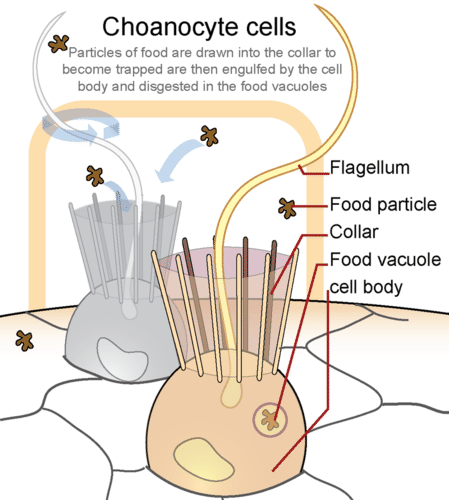 Choanocyte cells
Particles of food are drawn into the collar to
become trapped are then engulfed by the cell
body and disgested in the food vacuoles
Flagellum
Food particle
Collar
Food vacuole
cell body